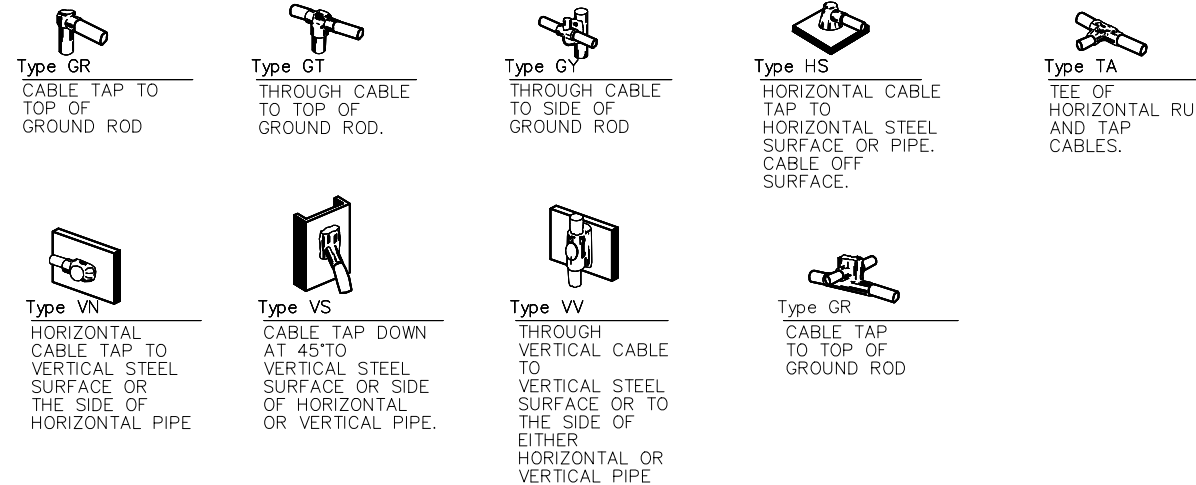 Type GR
CABLE TAP TO
TOP OF
GROUND ROD
Type GT
THROUGH CABLE
TO TOP OF
GROUND ROD.
Type GY
THROUGH CABLE
TO SIDE OF
GROUND ROD
Type HS
HORIZONTAL CABLE
TAP TO
HORIZONTAL STEEL
SURFACE OR PIPE.
CABLE OFF
SURFACE.
Type TA
TEE OF
HORIZONTAL RU
AND TAP
CABLES.
Type VN
HORIZONTAL
CABLE TAP TO
VERTICAL STEEL
SURFACE OR
THE SIDE OF
HORIZONTAL PIPE
Type VS
CABLE TAP DOWN
AT 45°TO
VERTICAL STEEL
SURFACE OR SIDE
OF HORIZONTAL
OR VERTICAL PIPE.
Type VV
THROUGH
VERTICAL CABLE
TO
VERTICAL STEEL
SURFACE OR TO
THE SIDE OF
EITHER
HORIZONTAL OR
VERTICAL PIPE
Type GR
CABLE TAP
TO TOP OF
GROUND ROD